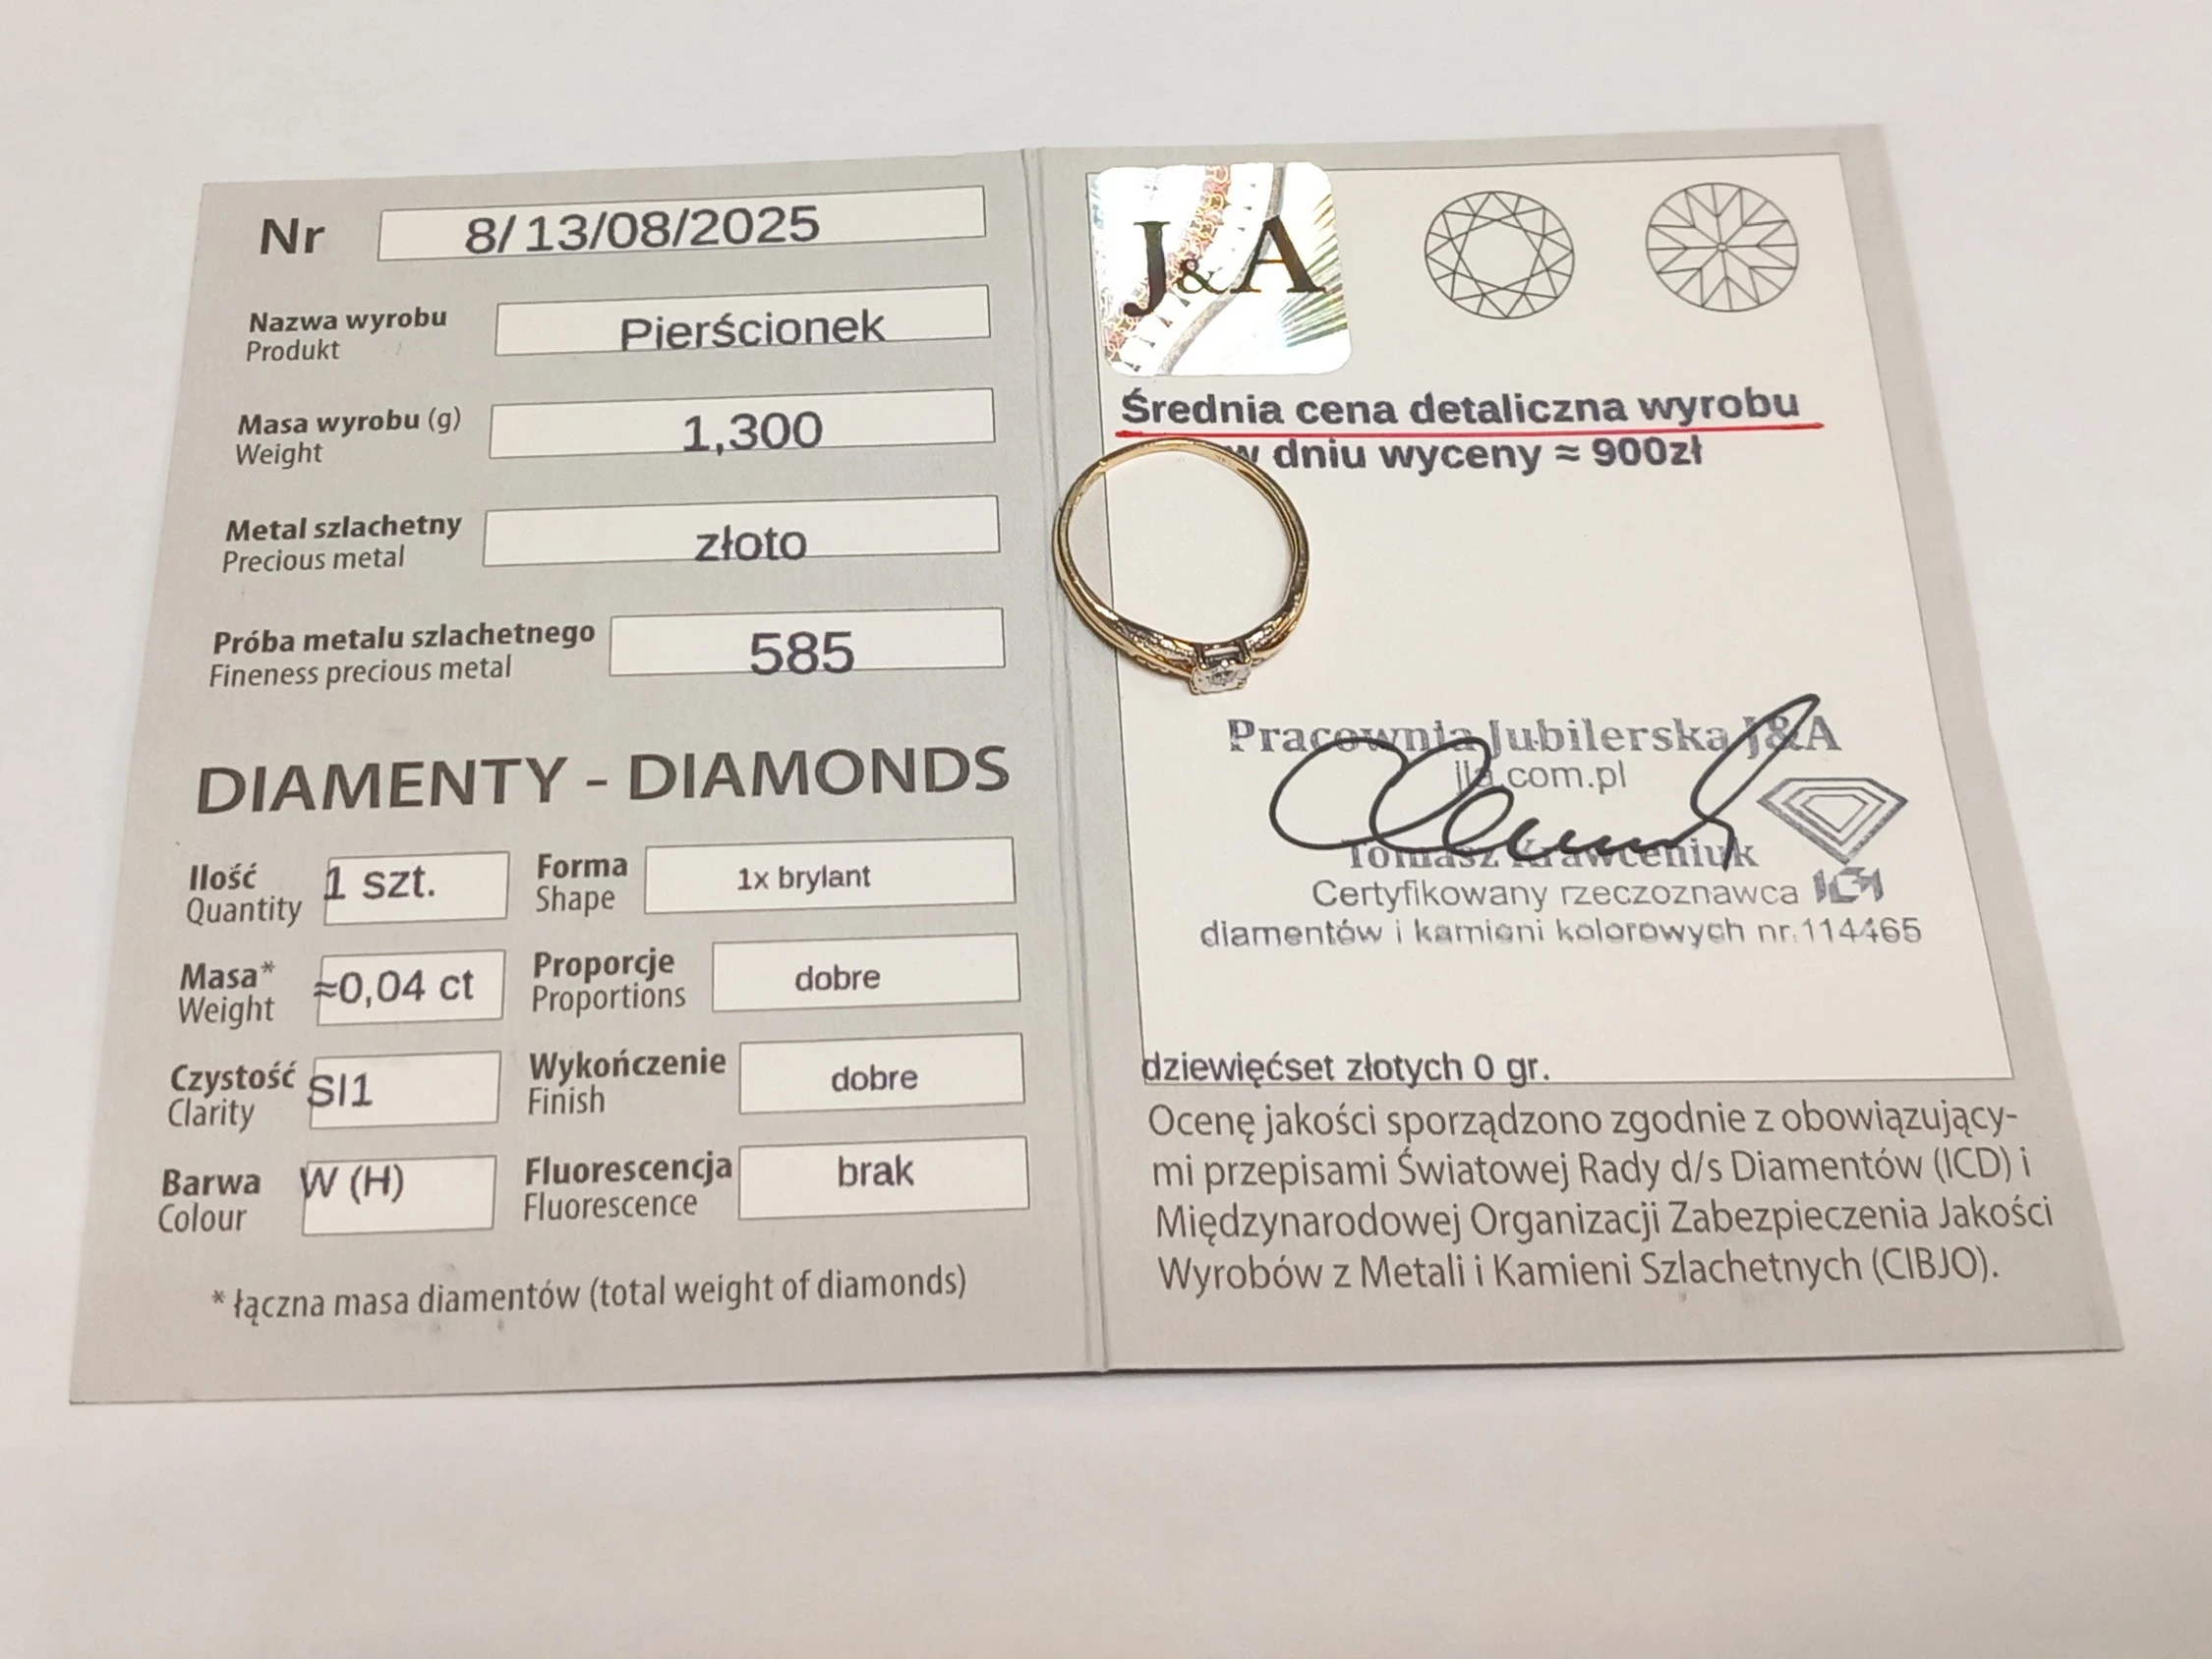 Nr 8/13/08/2025
Nazwa wyrobu Pierścionek
Produkt
Masa wyrobu (g) 1,300
Weight
Metal szlachetny złoto
Precious metal
Próba metalu szlachetnego 585
Fineness precious metal
DIAMENTY - DIAMONDS
Ilość 1 szt. Forma 1x brylant
Quantity Shape
Masa* ≈0,04 ct Proporcje dobre
Weight Proportions
Czystość SI1 Wykończenie dobre
Clarity Finish
Barwa W (H) Fluorescencja brak
Colour Fluorescence
* łączna masa diamentów (total weight of diamonds)
J&A
Średnia cena detaliczna wyrobu
w dniu wyceny ≈ 900zł
Pracownia Jubilerska J&A
jla.com.pl
Tomasz Krawceniuk
Certyfikowany rzeczoznawca
diamentów i kamieni kolorowych nr.114465
dziewięćset złotych 0 gr.
Ocenę jakości sporządzono zgodnie z obowiązujący-
mi przepisami Światowej Rady d/s Diamentów (ICD) i
Międzynarodowej Organizacji Zabezpieczenia Jakości
Wyrobów z Metali i Kamieni Szlachetnych (CIBJO).